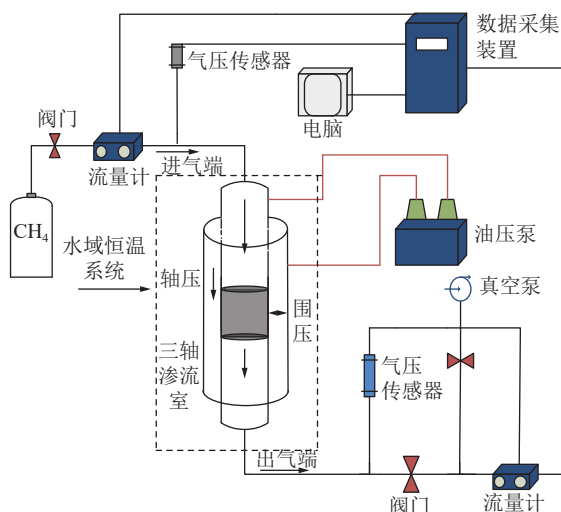 数据采集
装置
气压传感器
电脑
阀门
流量计
进气端
CH₄
水域恒温
系统
轴压
围
压
三轴
渗流
室
油压泵
真空泵
气压
传感器
出气端
阀门
流量计